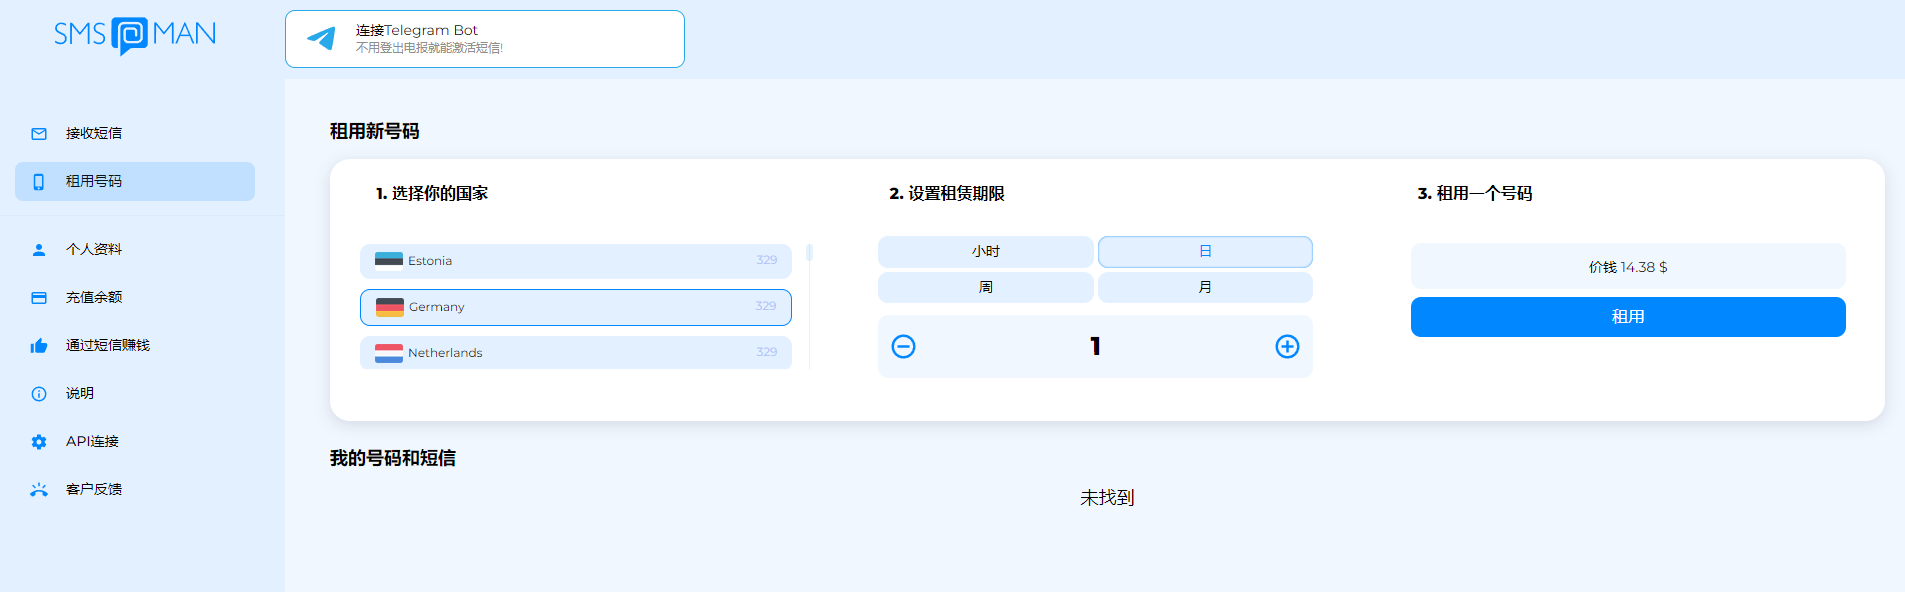 SMS MAN
连接Telegram Bot
不用登出电报就能激活短信!
接收短信
租用号码
个人资料
充值余额
通过短信赚钱
说明
API连接
客户反馈
租用新号码
1. 选择你的国家
Estonia 329
Germany 329
Netherlands 329
2. 设置租赁期限
小时 日
周 月
1
3. 租用一个号码
价钱 14.38 $
租用
我的号码和短信
未找到